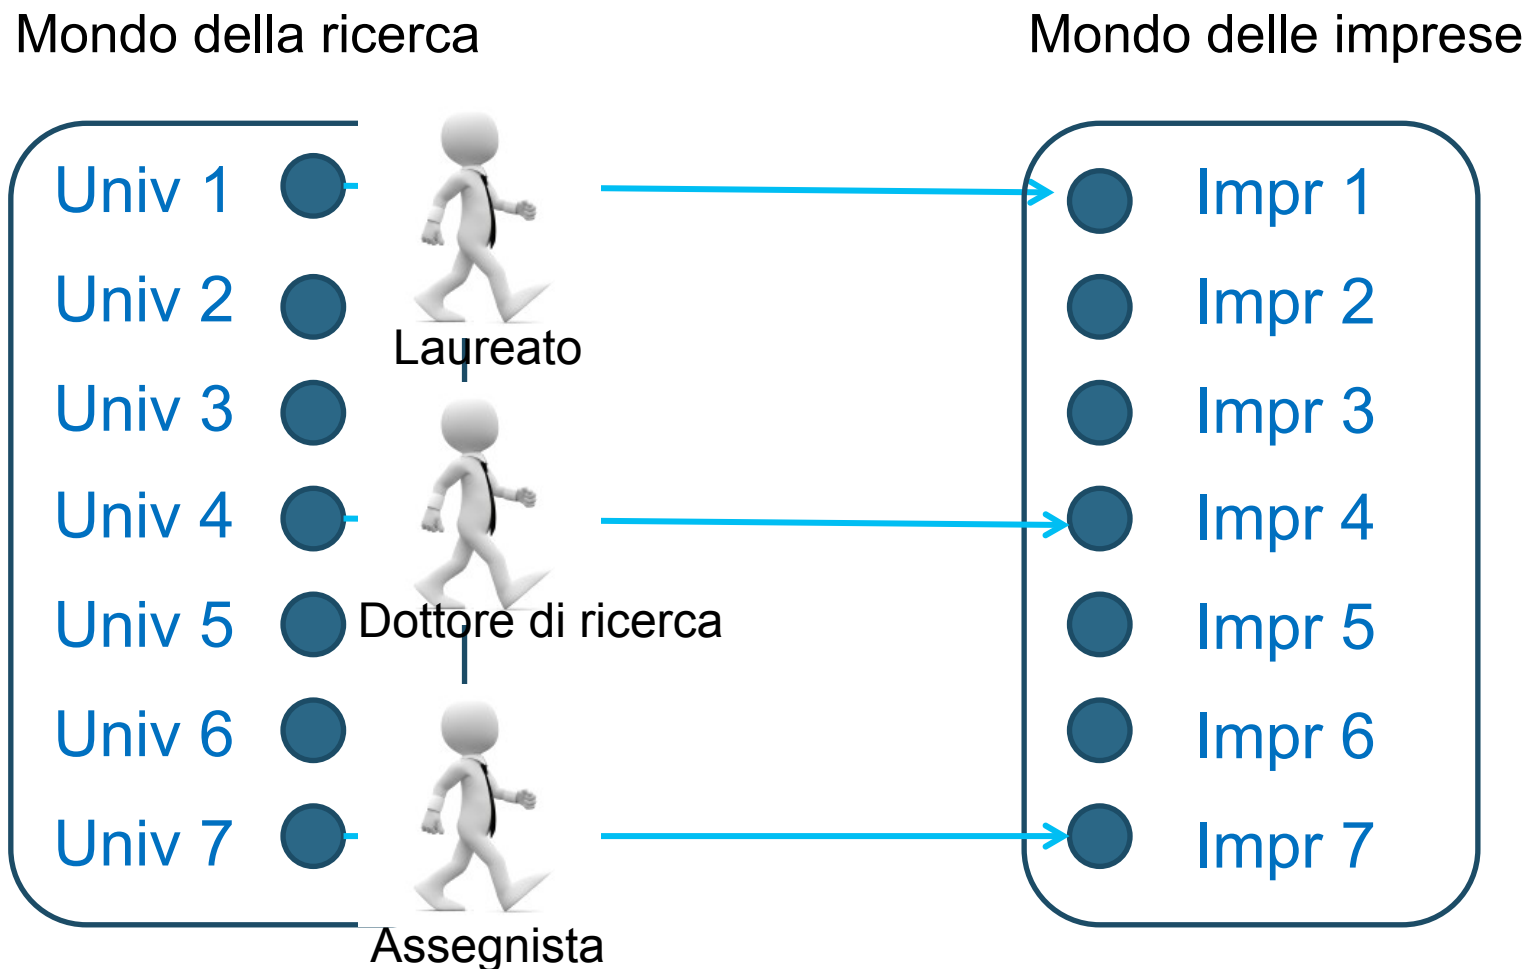 Mondo della ricerca
Mondo delle imprese
Univ 1
Univ 2
Univ 3
Univ 4
Univ 5
Univ 6
Univ 7
Laureato
Dottore di ricerca
Assegnista
Impr 1
Impr 2
Impr 3
Impr 4
Impr 5
Impr 6
Impr 7